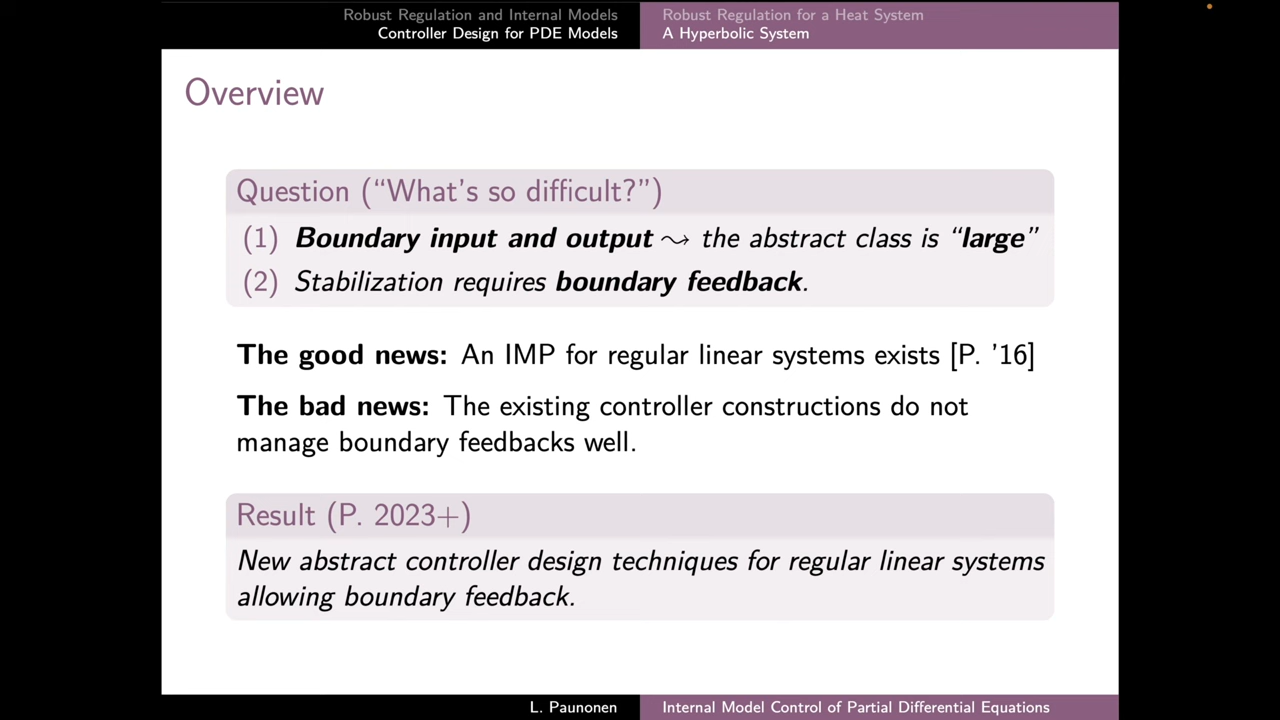 Robust Regulation and Internal Models
Controller Design for PDE Models
Robust Regulation for a Heat System
A Hyperbolic System
Overview
Question (“What’s so difficult?”)
(1) Boundary input and output ⤳ the abstract class is “large”
(2) Stabilization requires boundary feedback.
The good news: An IMP for regular linear systems exists [P. ’16]
The bad news: The existing controller constructions do not
manage boundary feedbacks well.
Result (P. 2023+)
New abstract controller design techniques for regular linear systems
allowing boundary feedback.
L. Paunonen
Internal Model Control of Partial Differential Equations